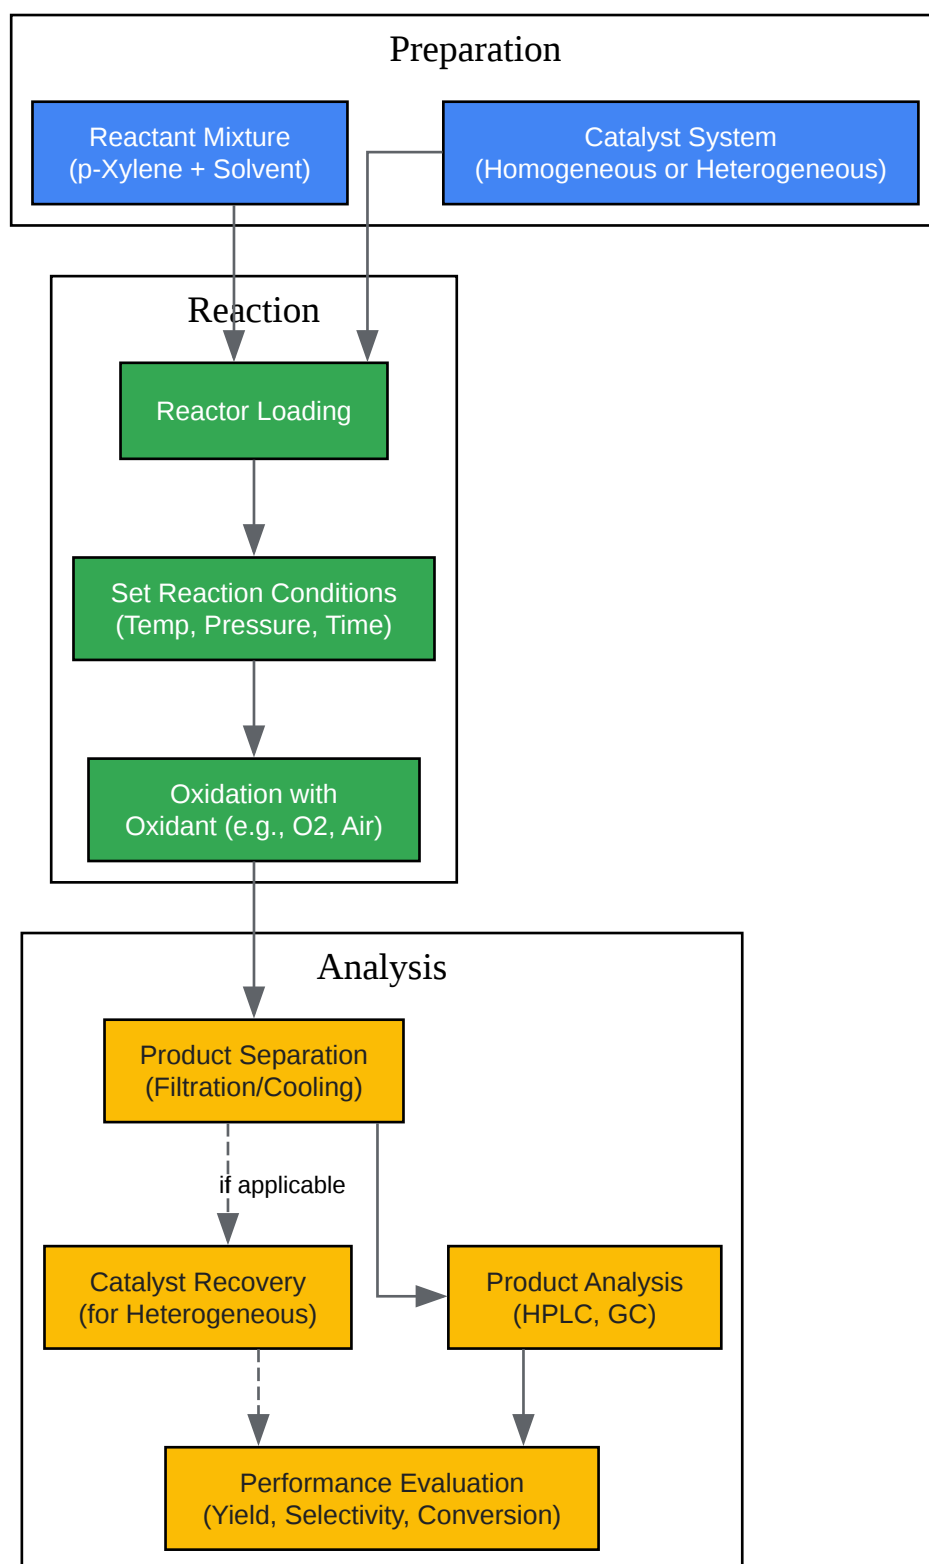 Preparation
Reactant Mixture
(p-Xylene + Solvent)
Catalyst System
(Homogeneous or Heterogeneous)
Reaction
Reactor Loading
Set Reaction Conditions
(Temp, Pressure, Time)
Oxidation with
Oxidant (e.g., O2, Air)
Analysis
Product Separation
(Filtration/Cooling)
if applicable
Catalyst Recovery
(for Heterogeneous)
Product Analysis
(HPLC, GC)
Performance Evaluation
(Yield, Selectivity, Conversion)